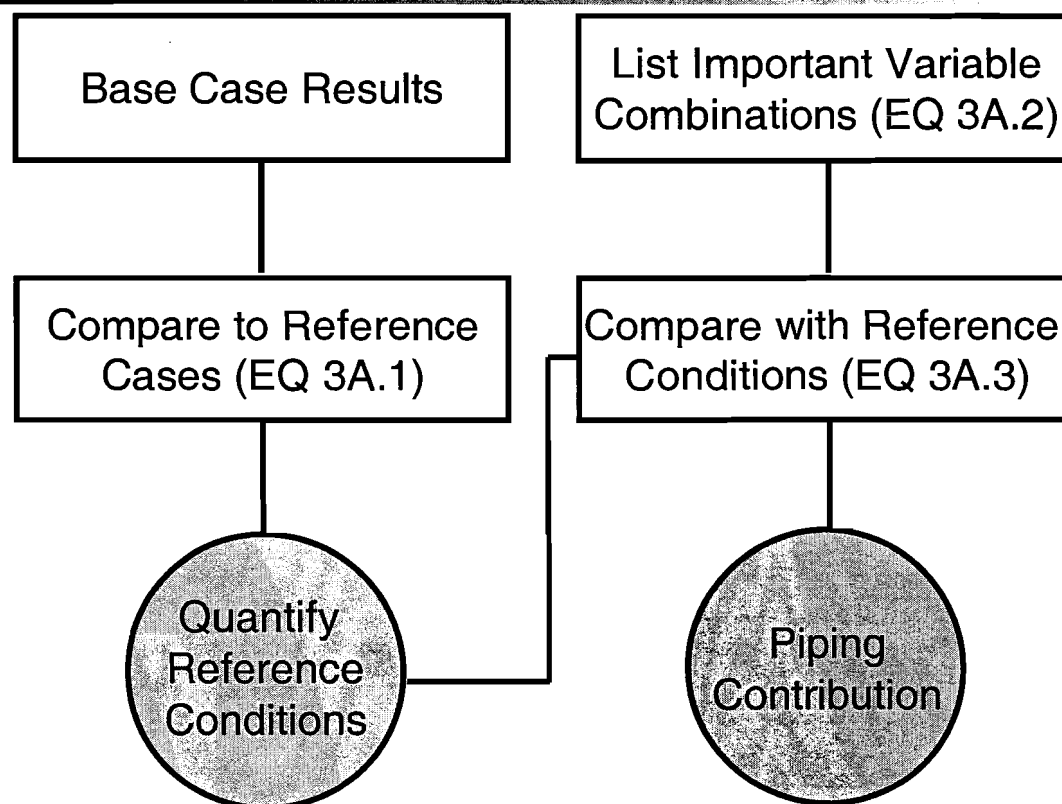 Base Case Results
List Important Variable
Combinations (EQ 3A.2)
Compare to Reference
Cases (EQ 3A.1)
Compare with Reference
Conditions (EQ 3A.3)
Quantify
Reference
Conditions
Piping
Contribution